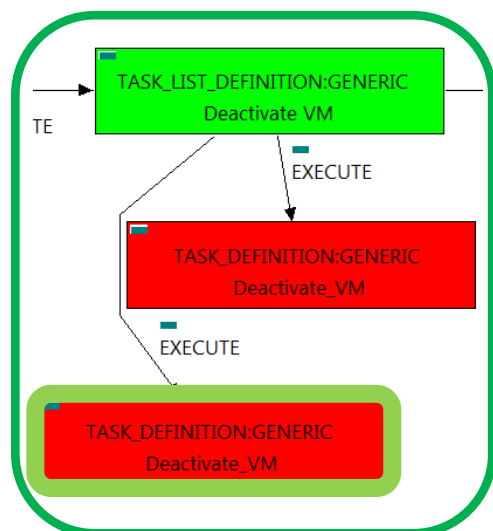 TASK_LIST_DEFINITION:GENERIC
Deactivate VM
TE
EXECUTE
TASK_DEFINITION:GENERIC
Deactivate_VM
EXECUTE
TASK_DEFINITION:GENERIC
Deactivate_VM